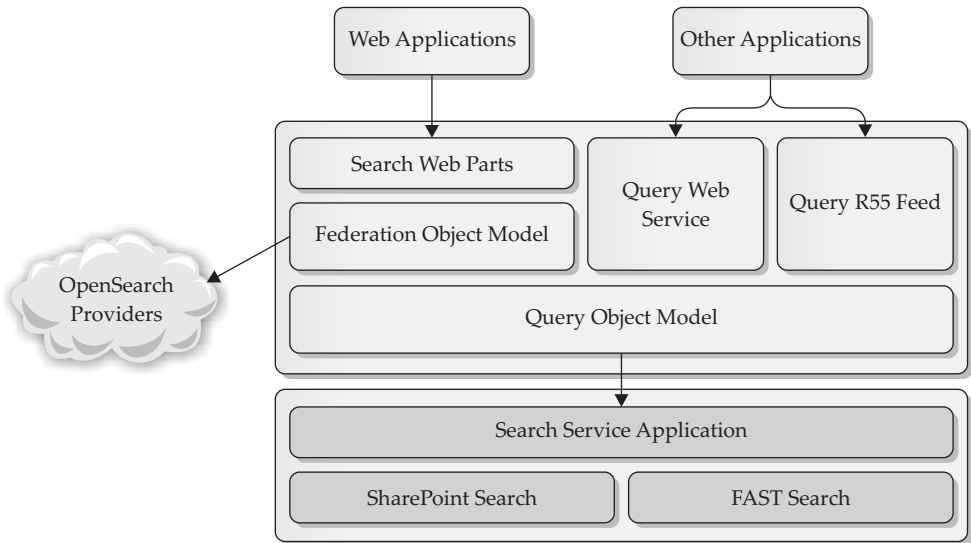 Web Applications
Other Applications
Search Web Parts
Query Web
Service
Query R55 Feed
Federation Object Model
OpenSearch
Providers
Query Object Model
Search Service Application
SharePoint Search
FAST Search